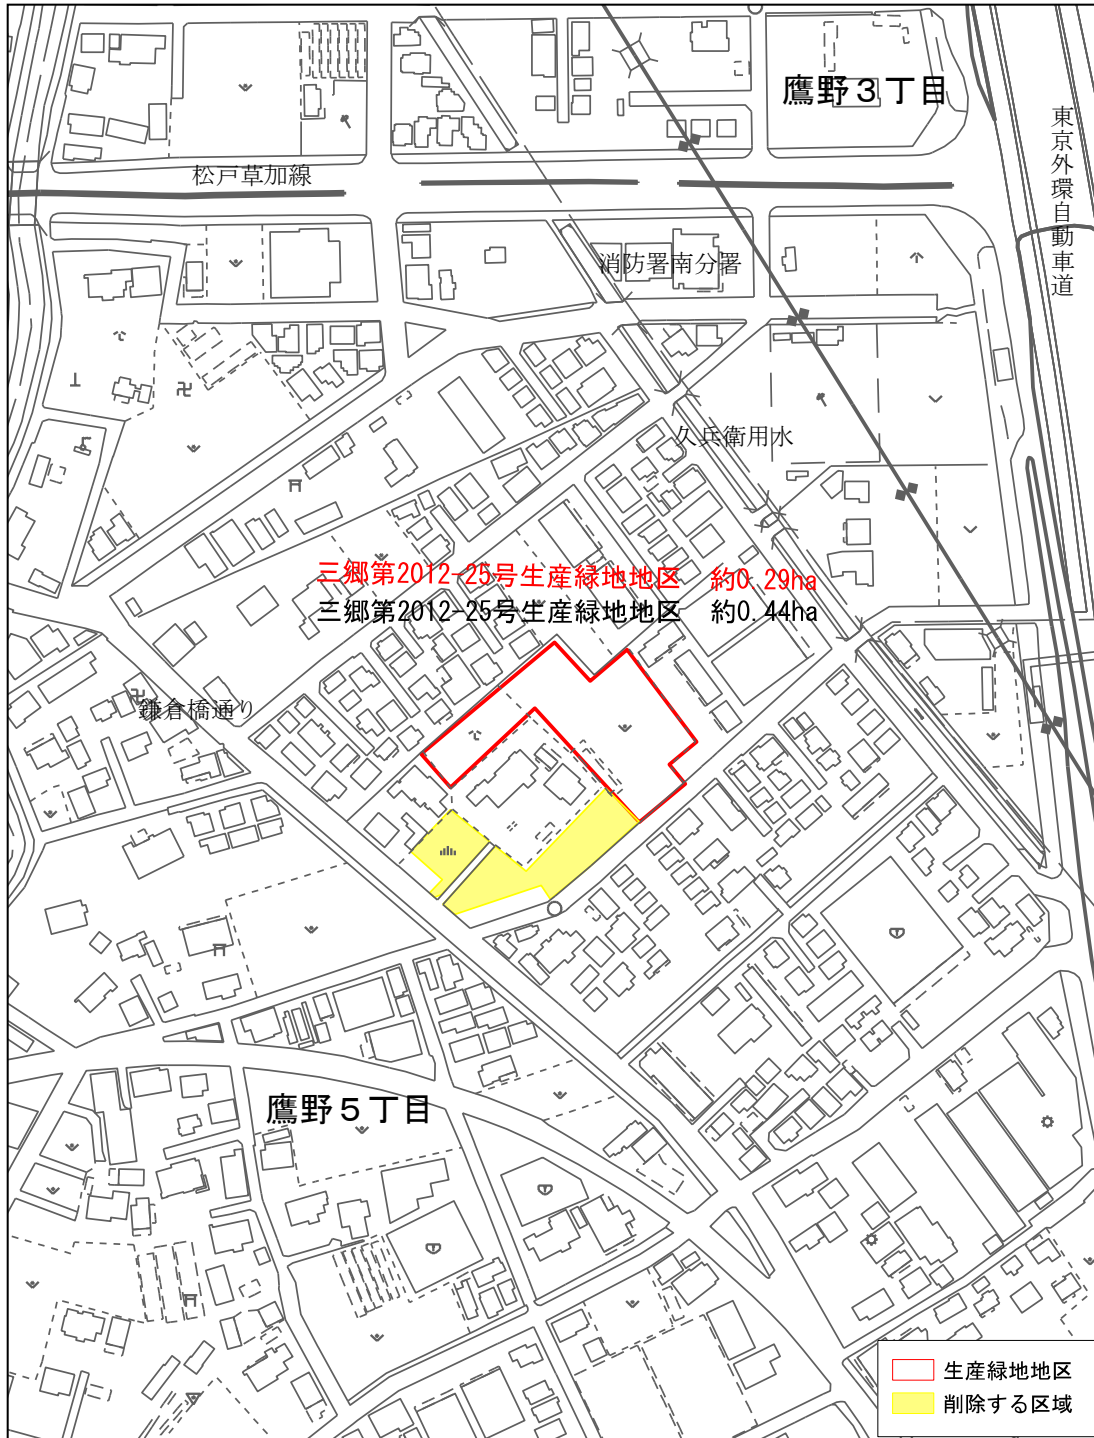 鷹野３丁目
東京外環自動車道
松戸草加線
消防署南分署
久兵衛用水
三郷第2012-25号生産緑地地区　約0.29ha
三郷第2012-25号生産緑地地区　約0.44ha
鎌倉橋通り
鷹野５丁目
生産緑地地区
削除する区域